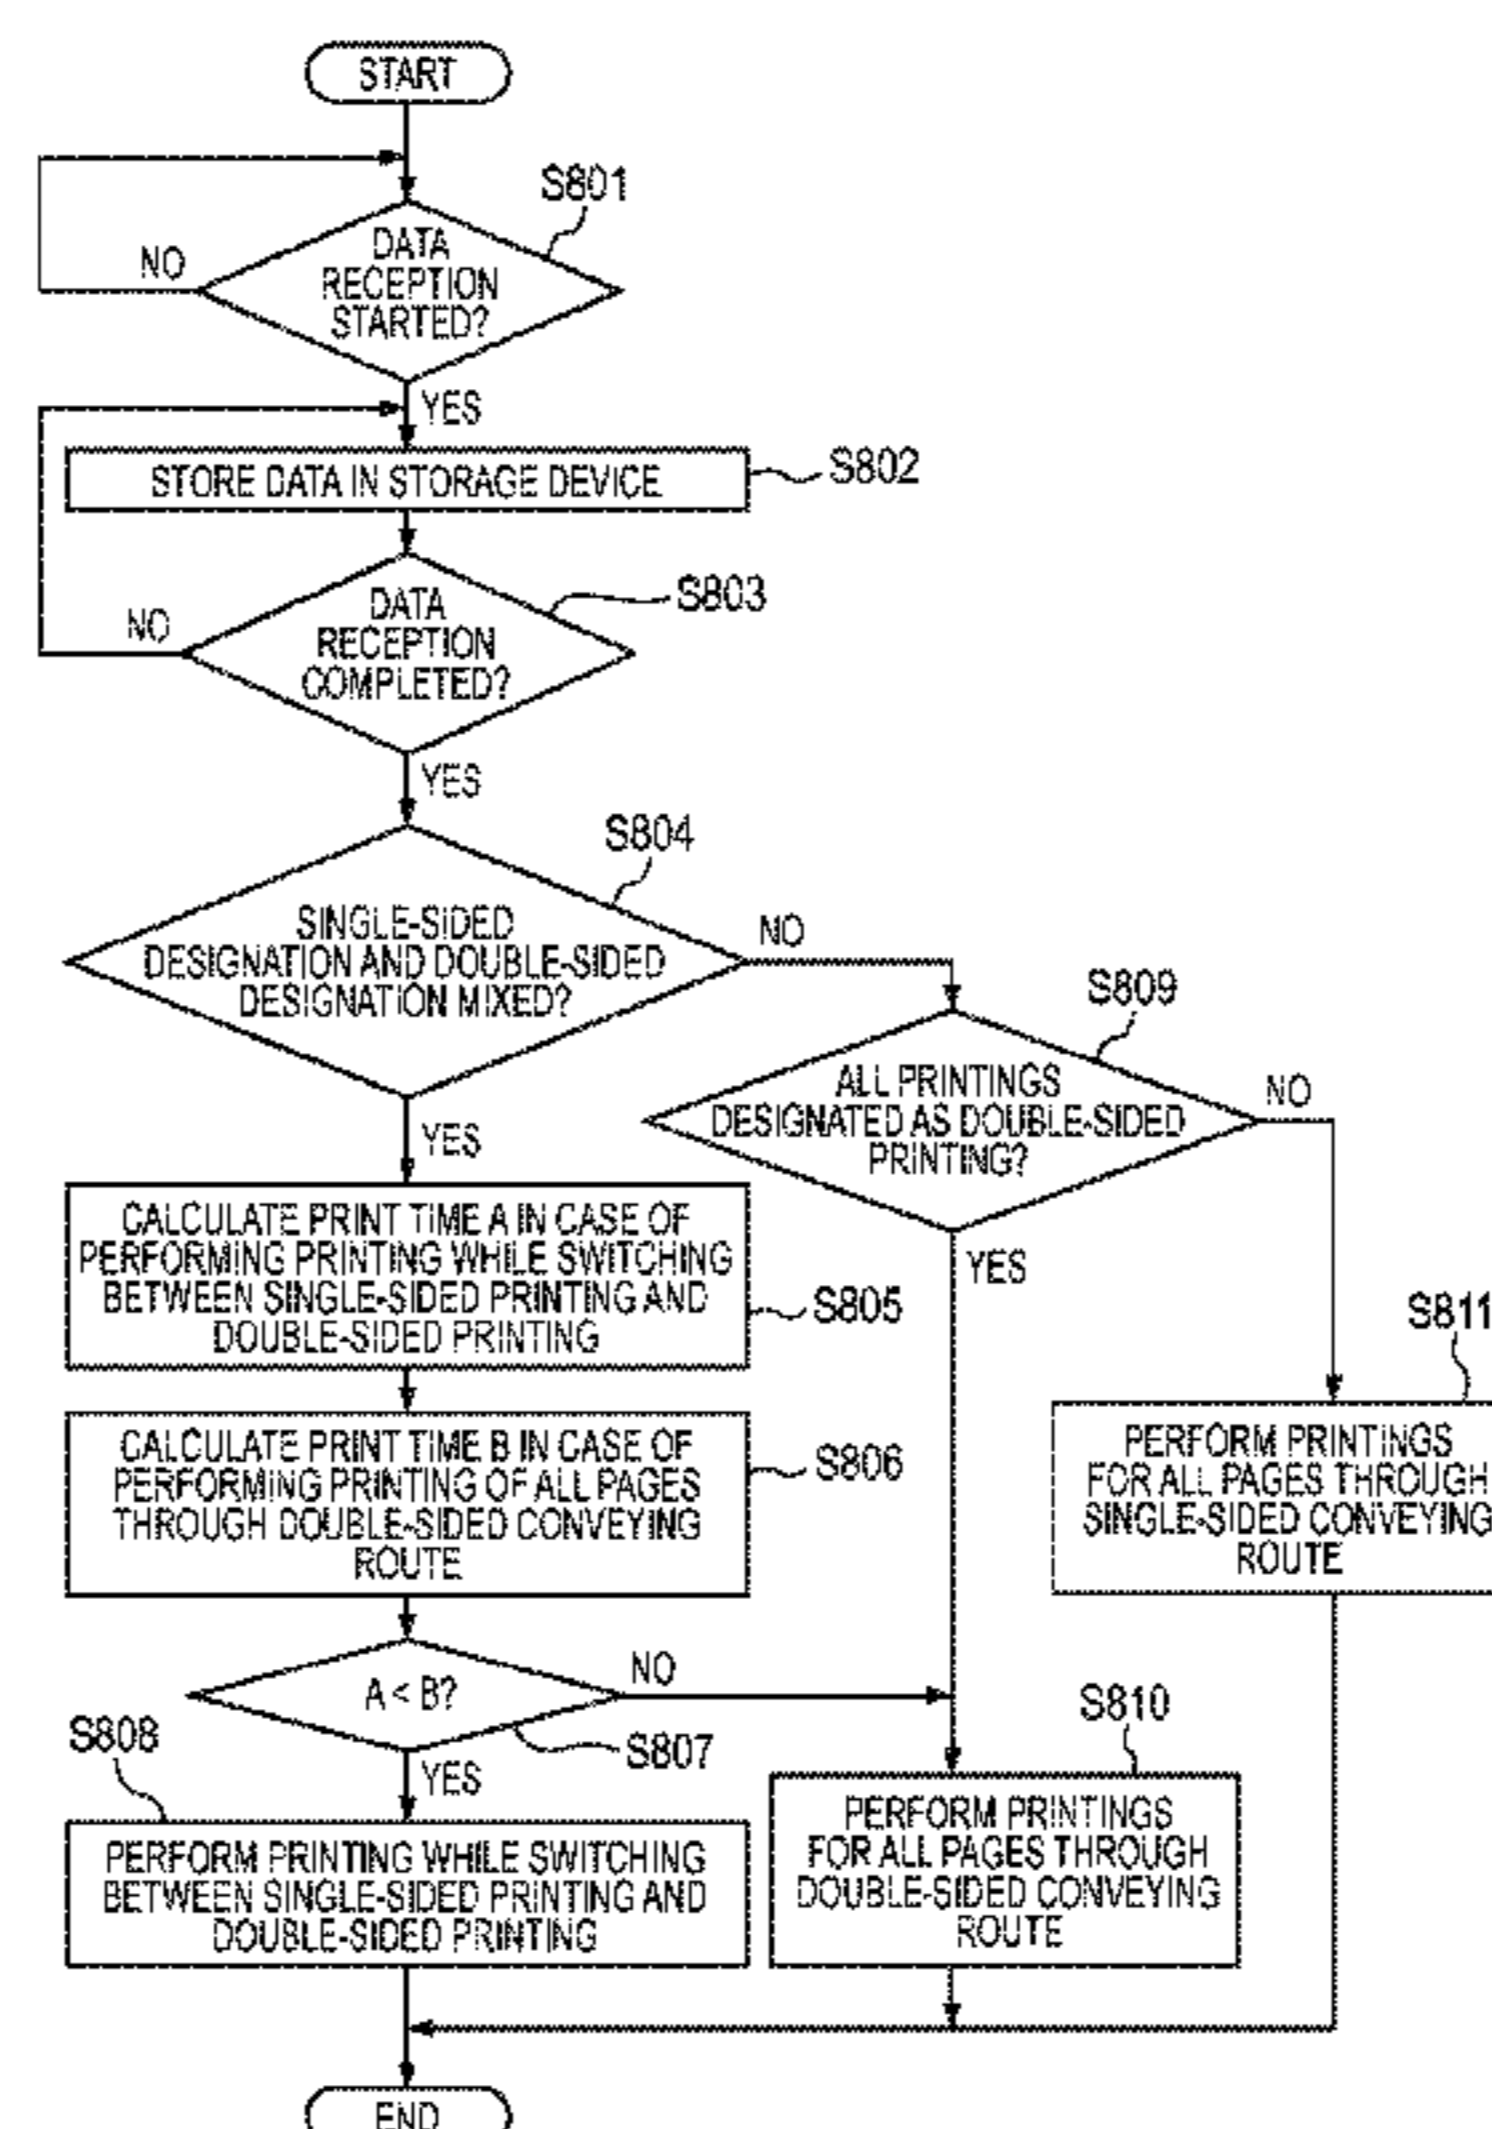 START
S801
DATA
RECEPTION
STARTED?
NO
YES
STORE DATA IN STORAGE DEVICE
S802
S803
DATA
RECEPTION
COMPLETED?
NO
YES
S804
SINGLE-SIDED
DESIGNATION AND DOUBLE-SIDED
DESIGNATION MIXED?
NO
YES
S809
ALL PRINTINGS
DESIGNATED AS DOUBLE-SIDED
PRINTING?
NO
YES
CALCULATE PRINT TIME A IN CASE OF
PERFORMING PRINTING WHILE SWITCHING
BETWEEN SINGLE-SIDED PRINTING AND
DOUBLE-SIDED PRINTING
S805
S811
PERFORM PRINTINGS
FOR ALL PAGES THROUGH
SINGLE-SIDED CONVEYING
ROUTE
CALCULATE PRINT TIME B IN CASE OF
PERFORMING PRINTING OF ALL PAGES
THROUGH DOUBLE-SIDED CONVEYING
ROUTE
S806
A < B?
NO
S807
YES
S808
PERFORM PRINTING WHILE SWITCHING
BETWEEN SINGLE-SIDED PRINTING AND
DOUBLE-SIDED PRINTING
S810
PERFORM PRINTINGS
FOR ALL PAGES THROUGH
DOUBLE-SIDED CONVEYING
ROUTE
END